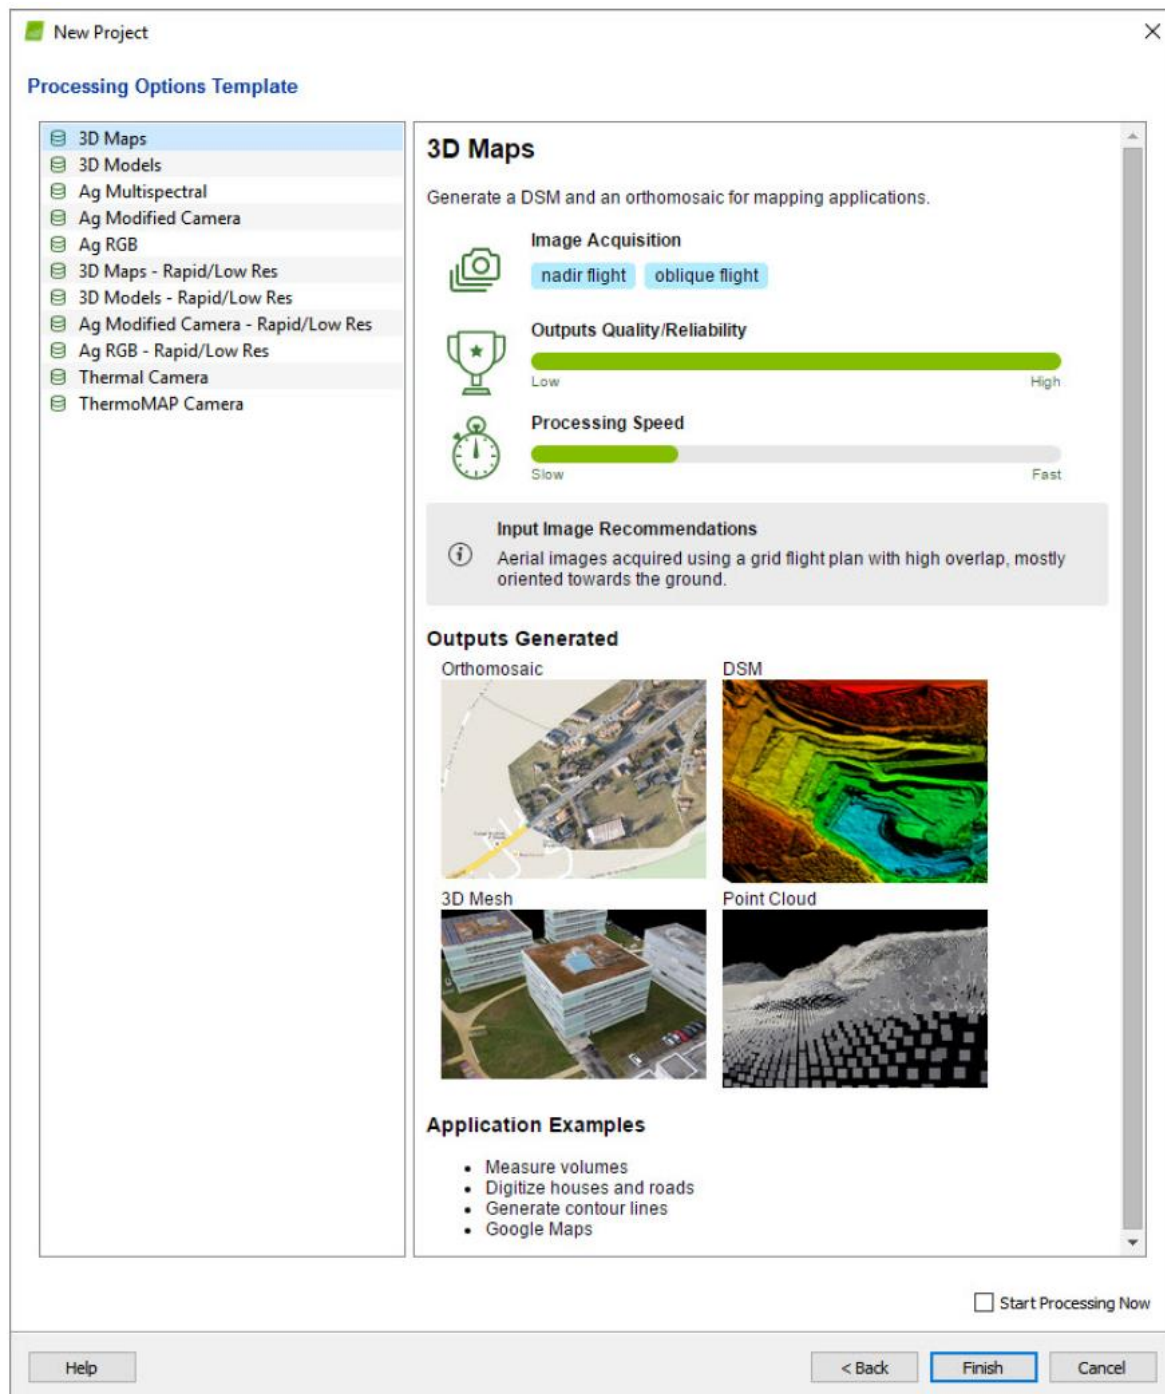 New Project
Processing Options Template
3D Maps
3D Models
Ag Multispectral
Ag Modified Camera
Ag RGB
3D Maps - Rapid/Low Res
3D Models - Rapid/Low Res
Ag Modified Camera - Rapid/Low Res
Ag RGB - Rapid/Low Res
Thermal Camera
ThermoMAP Camera
3D Maps
Generate a DSM and an orthomosaic for mapping applications.
Image Acquisition
nadir flight oblique flight
Outputs Quality/Reliability
Low High
Processing Speed
Slow Fast
Input Image Recommendations
Aerial images acquired using a grid flight plan with high overlap, mostly
oriented towards the ground.
Outputs Generated
Orthomosaic DSM
3D Mesh Point Cloud
Application Examples
• Measure volumes
• Digitize houses and roads
• Generate contour lines
• Google Maps
Start Processing Now
Help < Back Finish Cancel